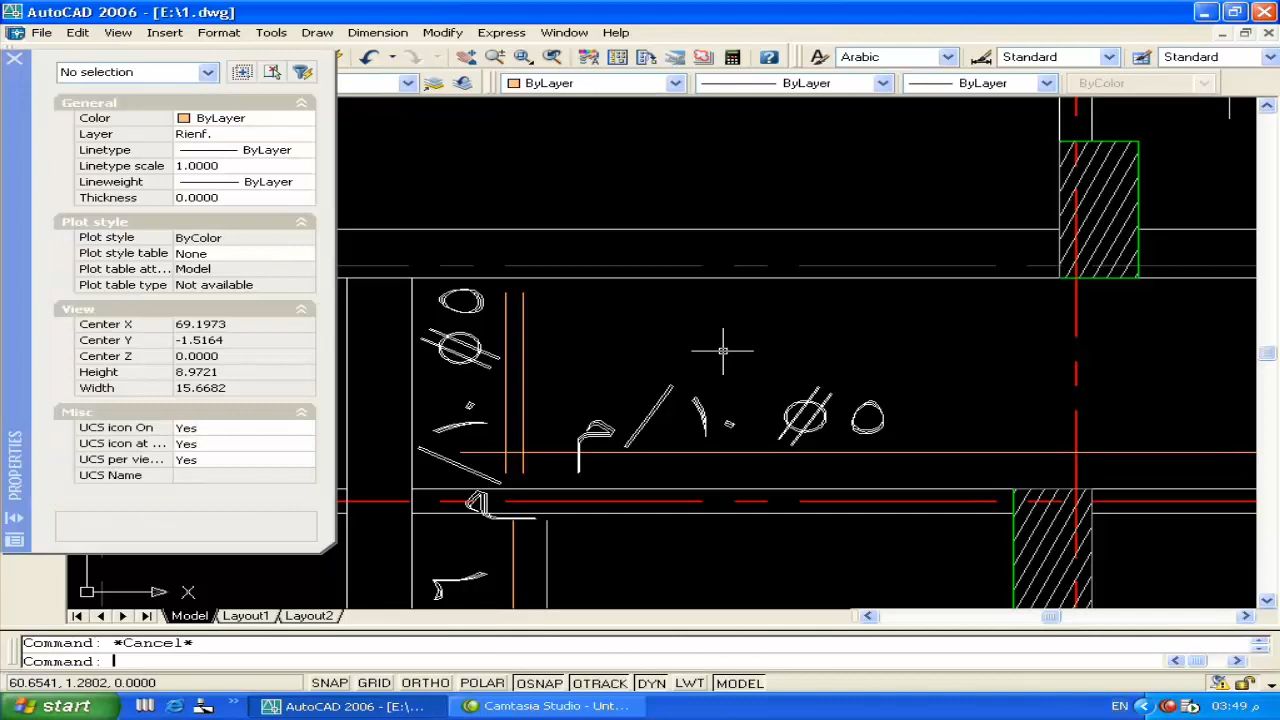 AutoCAD 2006 - [E:\1.dwg]
File Edit View Insert Format Tools Draw Dimension Modify Express Window Help
No selection Arabic Standard Standard
ByLayer ByLayer ByLayer ByColor
General
Color ByLayer
Layer Rienf.
Linetype ByLayer
Linetype scale 1.0000
Lineweight ByLayer
Thickness 0.0000
Plot style
Plot style ByColor
Plot style table None
Plot table att... Model
Plot table type Not available
View
Center X 69.1973
Center Y -1.5164
Center Z 0.0000
Height 8.9721
Width 15.6682
Misc
UCS icon On Yes
UCS icon at ... Yes
UCS per vie... Yes
UCS Name
PROPERTIES
٥ Ø ١٠/م
٥ Ø ١٠/م
X
Model Layout1 Layout2
Command: *Cancel*
Command:
60.6541, 1.2802, 0.0000 SNAP GRID ORTHO POLAR OSNAP OTRACK DYN LWT MODEL
start AutoCAD 2006 - [E:\... Camtasia Studio - Unt... EN 03:49 م